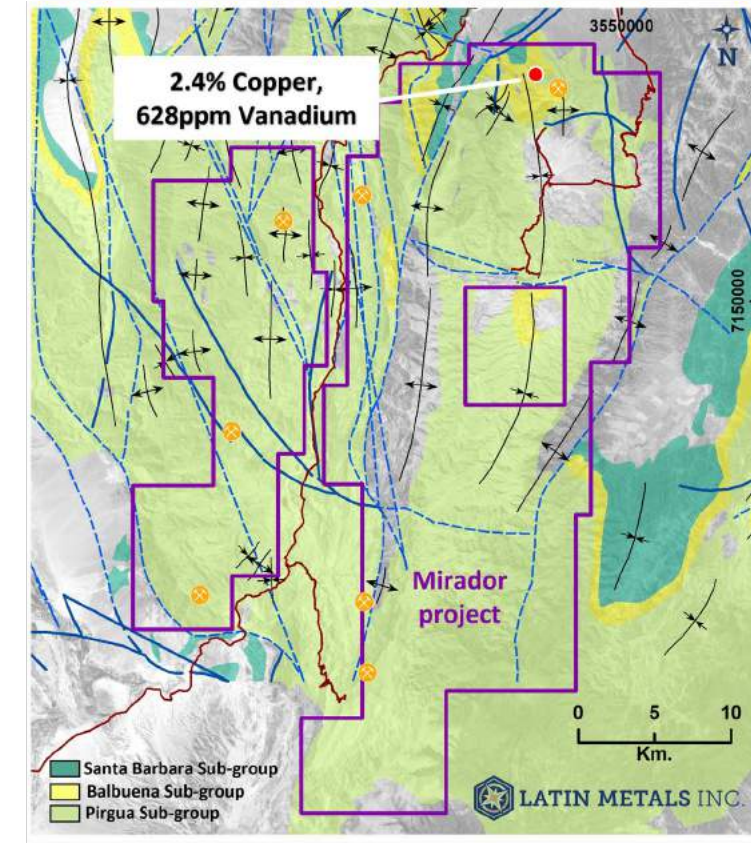 3550000
N
2.4% Copper,
628ppm Vanadium
7150000
Mirador
project
0 5 10
Km.
Santa Barbara Sub-group
Balbuena Sub-group
Pirgua Sub-group
LATIN METALS INC.